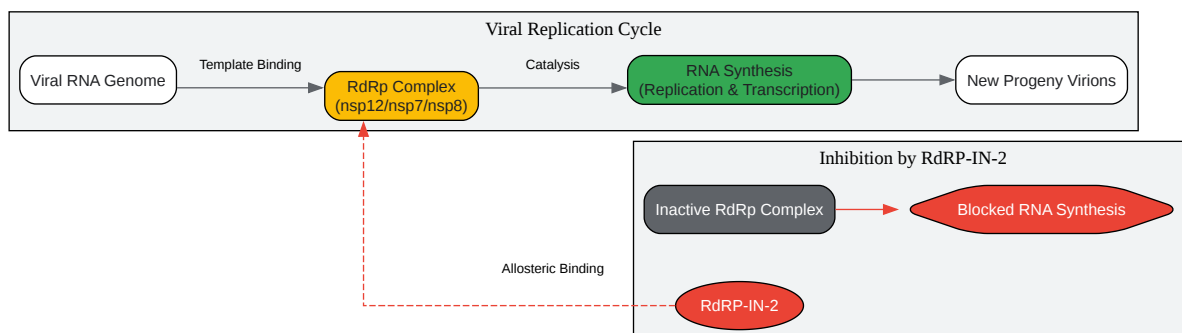 Viral Replication Cycle
Viral RNA Genome
Template Binding
RdRp Complex
(nsp12/nsp7/nsp8)
Catalysis
RNA Synthesis
(Replication & Transcription)
New Progeny Virions
Inhibition by RdRP-IN-2
Inactive RdRp Complex
Blocked RNA Synthesis
Allosteric Binding
RdRP-IN-2